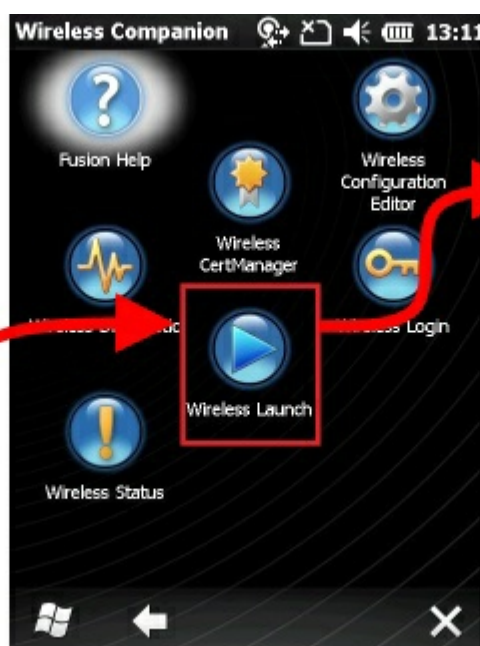 Wireless Companion 13:11
Fusion Help
Wireless
Configuration
Editor
Wireless
CertManager
Wireless Login
Wireless Launch
Wireless Status